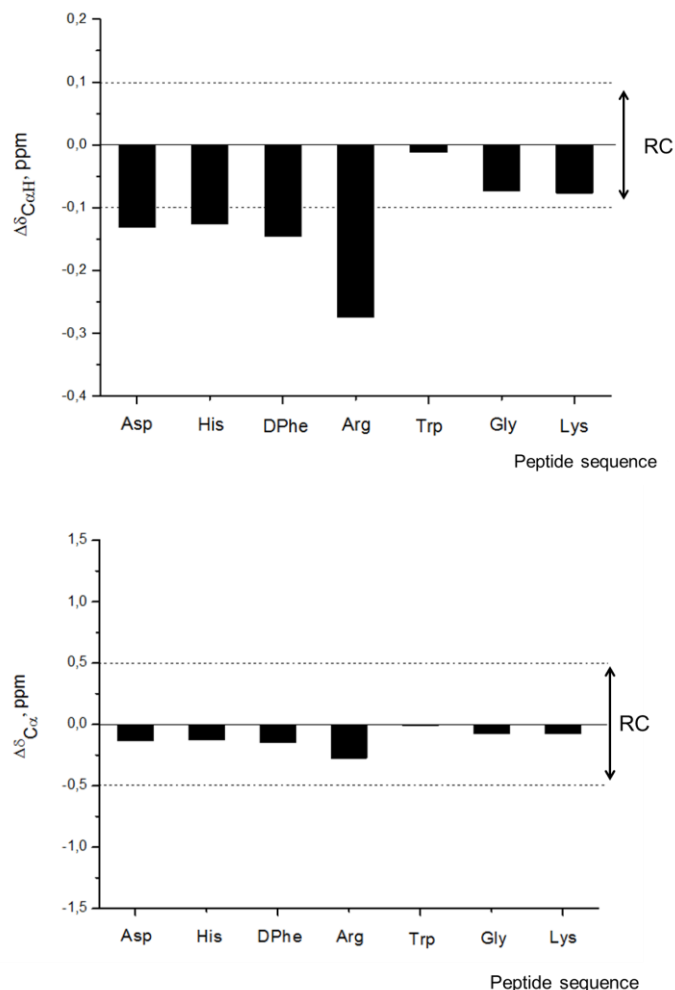 0,2
0,1
0,0
-0,1
-0,2
-0,3
-0,4
ΔδCαH, ppm
RC
Asp His DPhe Arg Trp Gly Lys
Peptide sequence
1,5
1,0
0,5
0,0
-0,5
-1,0
-1,5
ΔδCα, ppm
RC
Asp His DPhe Arg Trp Gly Lys
Peptide sequence